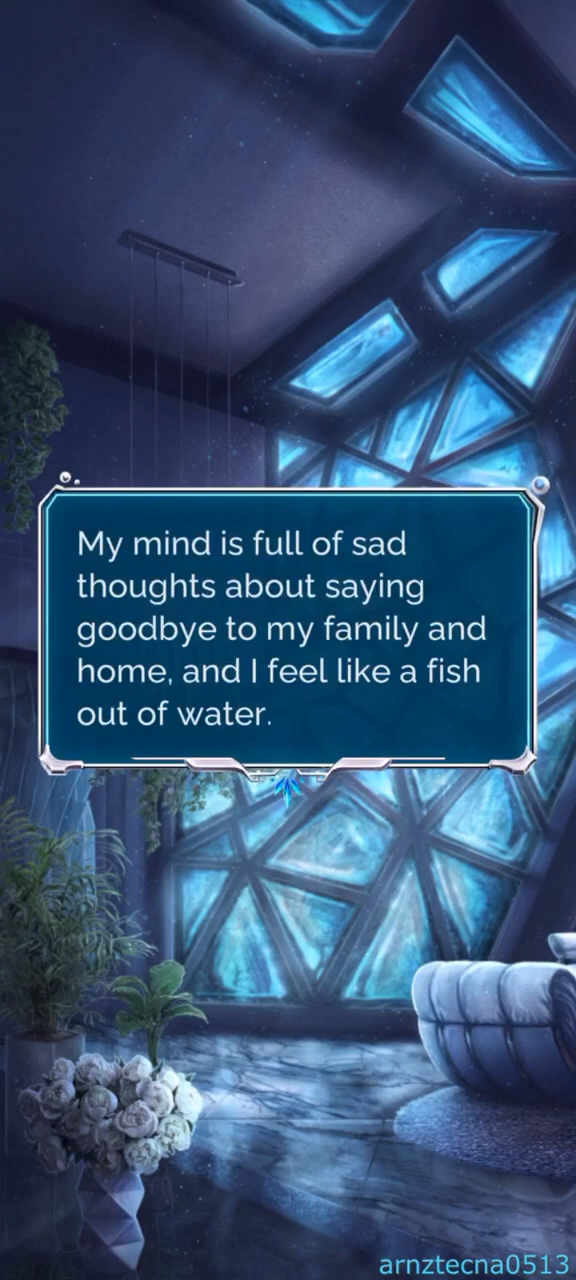 My mind is full of sad
thoughts about saying
goodbye to my family and
home, and I feel like a fish
out of water.
arnztecna0513